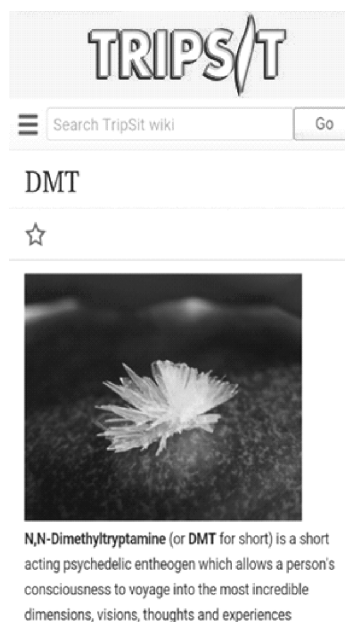 TRIPSIT
Search TripSit wiki
Go
DMT
N,N-Dimethyltryptamine (or DMT for short) is a short
acting psychedelic entheogen which allows a person's
consciousness to voyage into the most incredible
dimensions, visions, thoughts and experiences